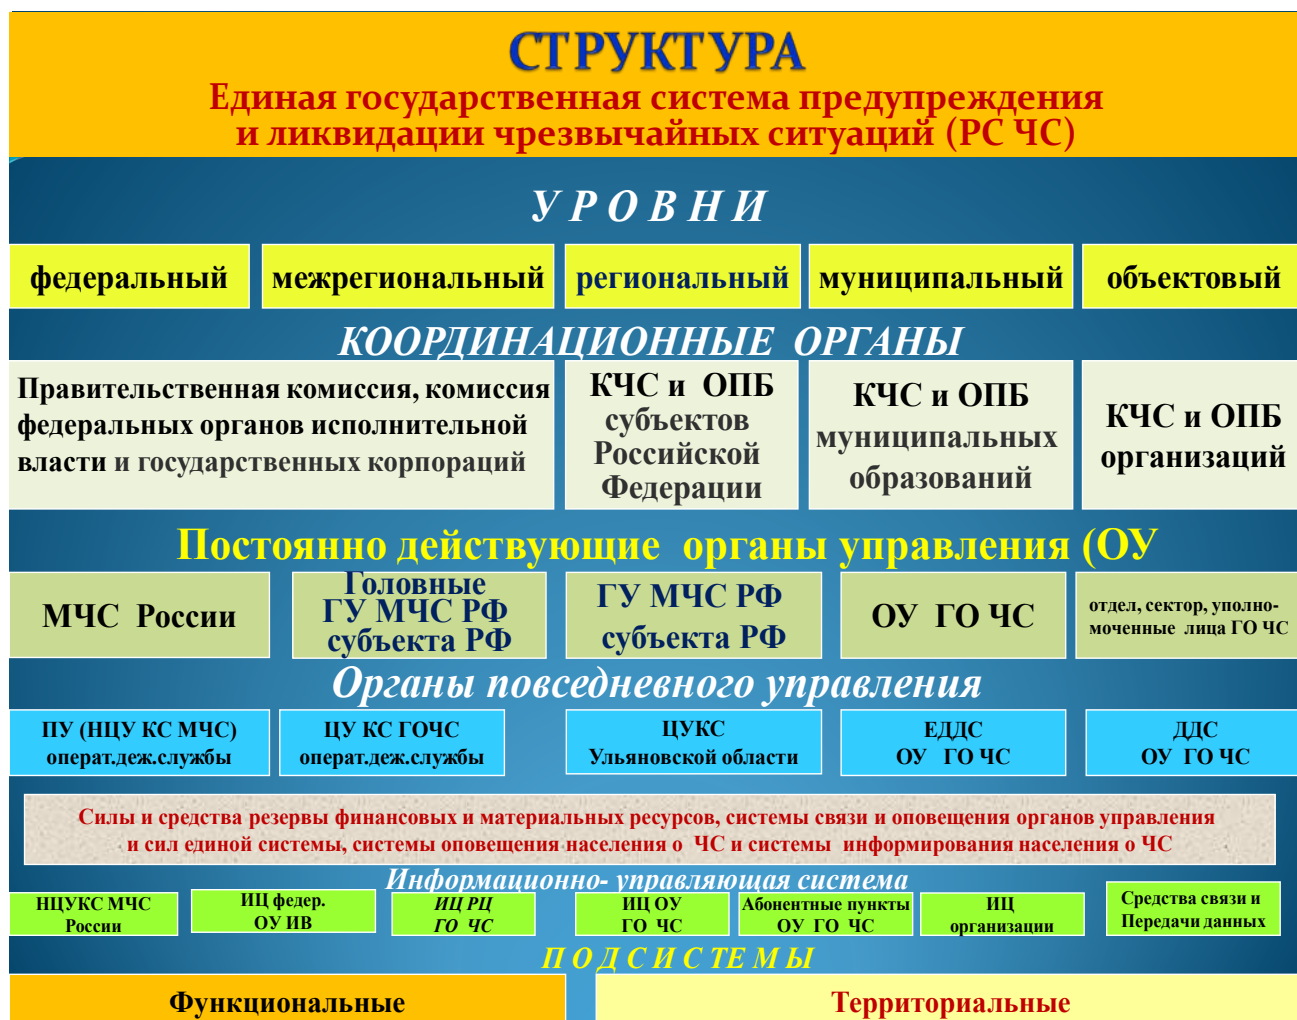 СТРУКТУРА
Единая государственная система предупреждения
и ликвидации чрезвычайных ситуаций (РС ЧС)
У Р О В Н И
федеральный
межрегиональный
региональный
муниципальный
объектовый
КООРДИНАЦИОННЫЕ ОРГАНЫ
Правительственная комиссия, комиссия
федеральных органов исполнительной
власти и государственных корпораций
КЧС и ОПБ
субъектов
Российской
Федерации
КЧС и ОПБ
муниципальных
образований
КЧС и ОПБ
организаций
Постоянно действующие органы управления (ОУ
МЧС России
Головные
ГУ МЧС РФ
субъекта РФ
ГУ МЧС РФ
субъекта РФ
ОУ ГО ЧС
отдел, сектор, уполно-
моченные лица ГО ЧС
Органы повседневного управления
ПУ (НЦУ КС МЧС)
операт.деж.службы
ЦУ КС ГОЧС
операт.деж.службы
ЦУКС
Ульяновской области
ЕДДС
ОУ ГО ЧС
ДДС
ОУ ГО ЧС
Силы и средства резервы финансовых и материальных ресурсов, системы связи и оповещения органов управления
и сил единой системы, системы оповещения населения о ЧС и системы информирования населения о ЧС
Информационно- управляющая система
НЦУКС МЧС
России
ИЦ федер.
ОУ ИВ
ИЦ РЦ
ГО ЧС
ИЦ ОУ
ГО ЧС
Абонентные пункты
ОУ ГО ЧС
ИЦ
организации
Средства связи и
Передачи данных
П О Д С И С ТЕ М Ы
Функциональные
Территориальные